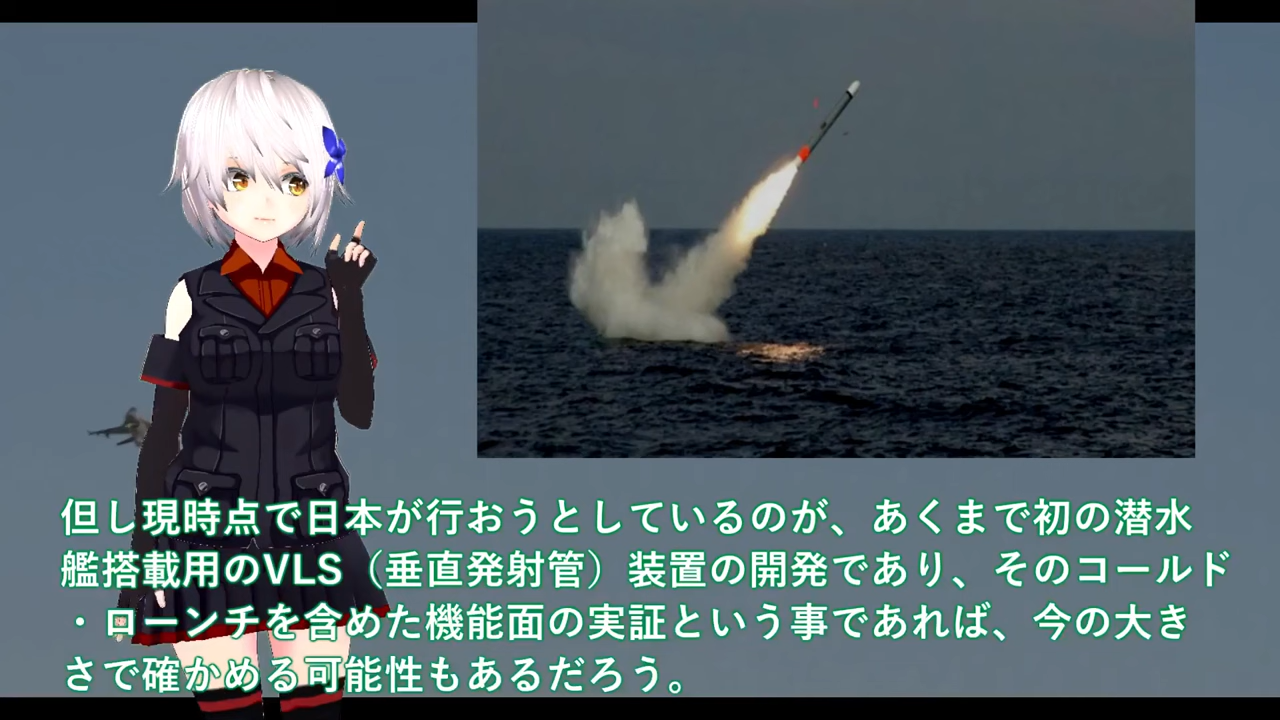 但し現時点で日本が行おうとしているのが、あくまで初の潜水
艦搭載用のVLS（垂直発射管）装置の開発であり、そのコールド
・ローンチを含めた機能面の実証という事であれば、今の大き
さで確かめる可能性もあるだろう。